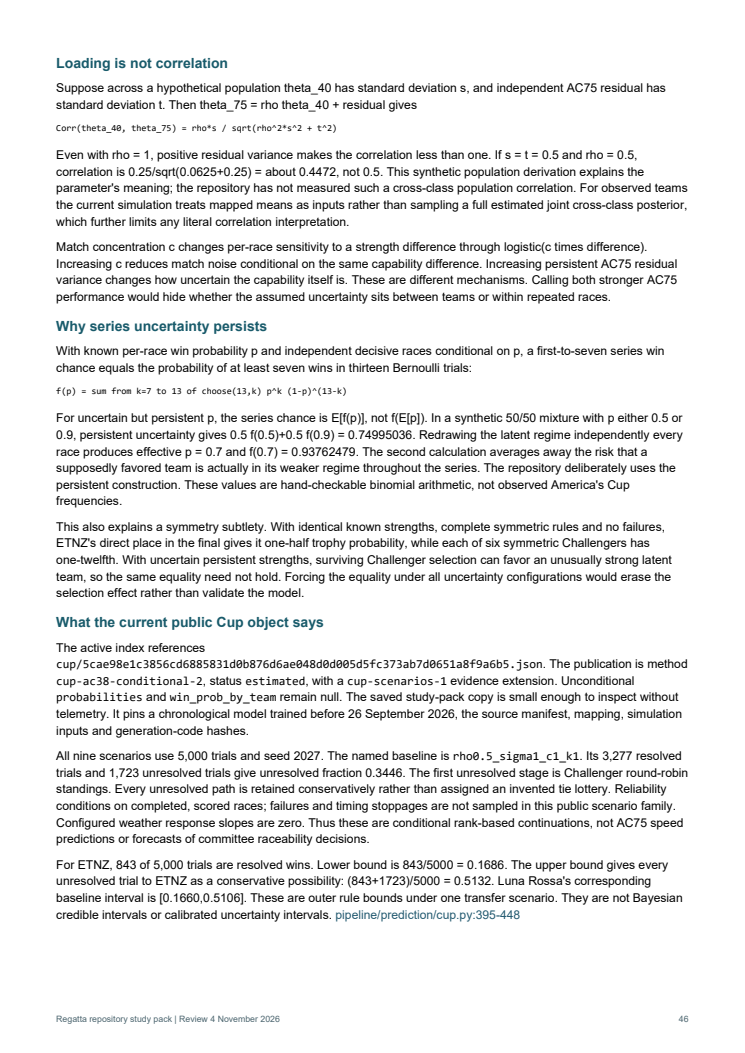 Loading is not correlation
Suppose across a hypothetical population theta_40 has standard deviation s, and independent AC75 residual has
standard deviation t. Then theta_75 = rho theta_40 + residual gives
Corr(theta_40, theta_75) = rho*s / sqrt(rho^2*s^2 + t^2)
Even with rho = 1, positive residual variance makes the correlation less than one. If s = t = 0.5 and rho = 0.5,
correlation is 0.25/sqrt(0.0625+0.25) = about 0.4472, not 0.5. This synthetic population derivation explains the
parameter's meaning; the repository has not measured such a cross-class population correlation. For observed teams
the current simulation treats mapped means as inputs rather than sampling a full estimated joint cross-class posterior,
which further limits any literal correlation interpretation.
Match concentration c changes per-race sensitivity to a strength difference through logistic(c times difference).
Increasing c reduces match noise conditional on the same capability difference. Increasing persistent AC75 residual
variance changes how uncertain the capability itself is. These are different mechanisms. Calling both stronger AC75
performance would hide whether the assumed uncertainty sits between teams or within repeated races.
Why series uncertainty persists
With known per-race win probability p and independent decisive races conditional on p, a first-to-seven series win
chance equals the probability of at least seven wins in thirteen Bernoulli trials:
f(p) = sum from k=7 to 13 of choose(13,k) p^k (1-p)^(13-k)
For uncertain but persistent p, the series chance is E[f(p)], not f(E[p]). In a synthetic 50/50 mixture with p either 0.5 or
0.9, persistent uncertainty gives 0.5 f(0.5)+0.5 f(0.9) = 0.74995036. Redrawing the latent regime independently every
race produces effective p = 0.7 and f(0.7) = 0.93762479. The second calculation averages away the risk that a
supposedly favored team is actually in its weaker regime throughout the series. The repository deliberately uses the
persistent construction. These values are hand-checkable binomial arithmetic, not observed America's Cup
frequencies.
This also explains a symmetry subtlety. With identical known strengths, complete symmetric rules and no failures,
ETNZ's direct place in the final gives it one-half trophy probability, while each of six symmetric Challengers has
one-twelfth. With uncertain persistent strengths, surviving Challenger selection can favor an unusually strong latent
team, so the same equality need not hold. Forcing the equality under all uncertainty configurations would erase the
selection effect rather than validate the model.
What the current public Cup object says
The active index references
cup/5cae98e1c3856cd6885831d0b876d6ae048d0d005d5fc373ab7d0651a8f9a6b5.json. The publication is method
cup-ac38-conditional-2, status estimated, with a cup-scenarios-1 evidence extension. Unconditional
probabilities and win_prob_by_team remain null. The saved study-pack copy is small enough to inspect without
telemetry. It pins a chronological model trained before 26 September 2026, the source manifest, mapping, simulation
inputs and generation-code hashes.
All nine scenarios use 5,000 trials and seed 2027. The named baseline is rho0.5_sigma1_c1_k1. Its 3,277 resolved
trials and 1,723 unresolved trials give unresolved fraction 0.3446. The first unresolved stage is Challenger round-robin
standings. Every unresolved path is retained conservatively rather than assigned an invented tie lottery. Reliability
conditions on completed, scored races; failures and timing stoppages are not sampled in this public scenario family.
Configured weather response slopes are zero. Thus these are conditional rank-based continuations, not AC75 speed
predictions or forecasts of committee raceability decisions.
For ETNZ, 843 of 5,000 trials are resolved wins. Lower bound is 843/5000 = 0.1686. The upper bound gives every
unresolved trial to ETNZ as a conservative possibility: (843+1723)/5000 = 0.5132. Luna Rossa's corresponding
baseline interval is [0.1660,0.5106]. These are outer rule bounds under one transfer scenario. They are not Bayesian
credible intervals or calibrated uncertainty intervals. pipeline/prediction/cup.py:395-448
Regatta repository study pack | Review 4 November 2026
46